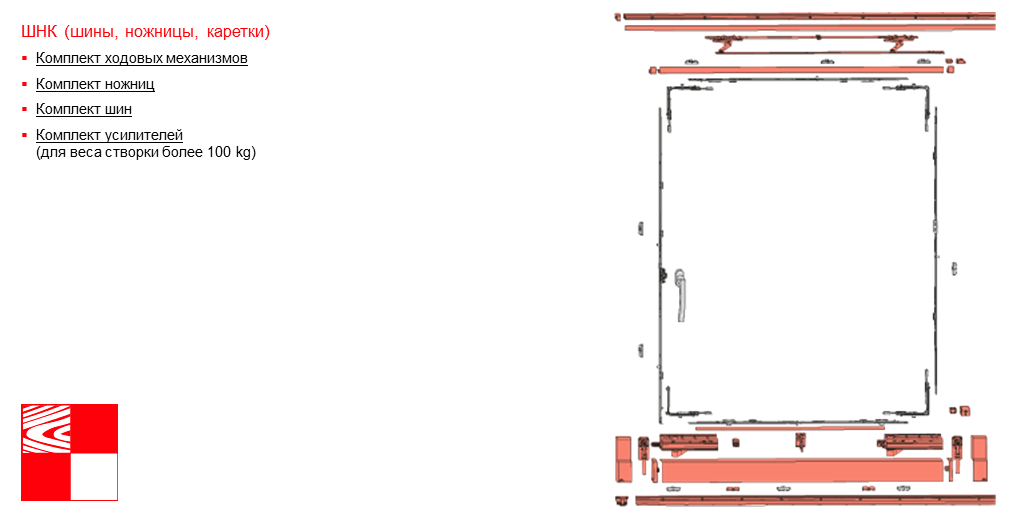 ШНК (шины, ножницы, каретки)
Комплект ходовых механизмов
Комплект ножниц
Комплект шин
Комплект усилителей
(для веса створки более 100 kg)